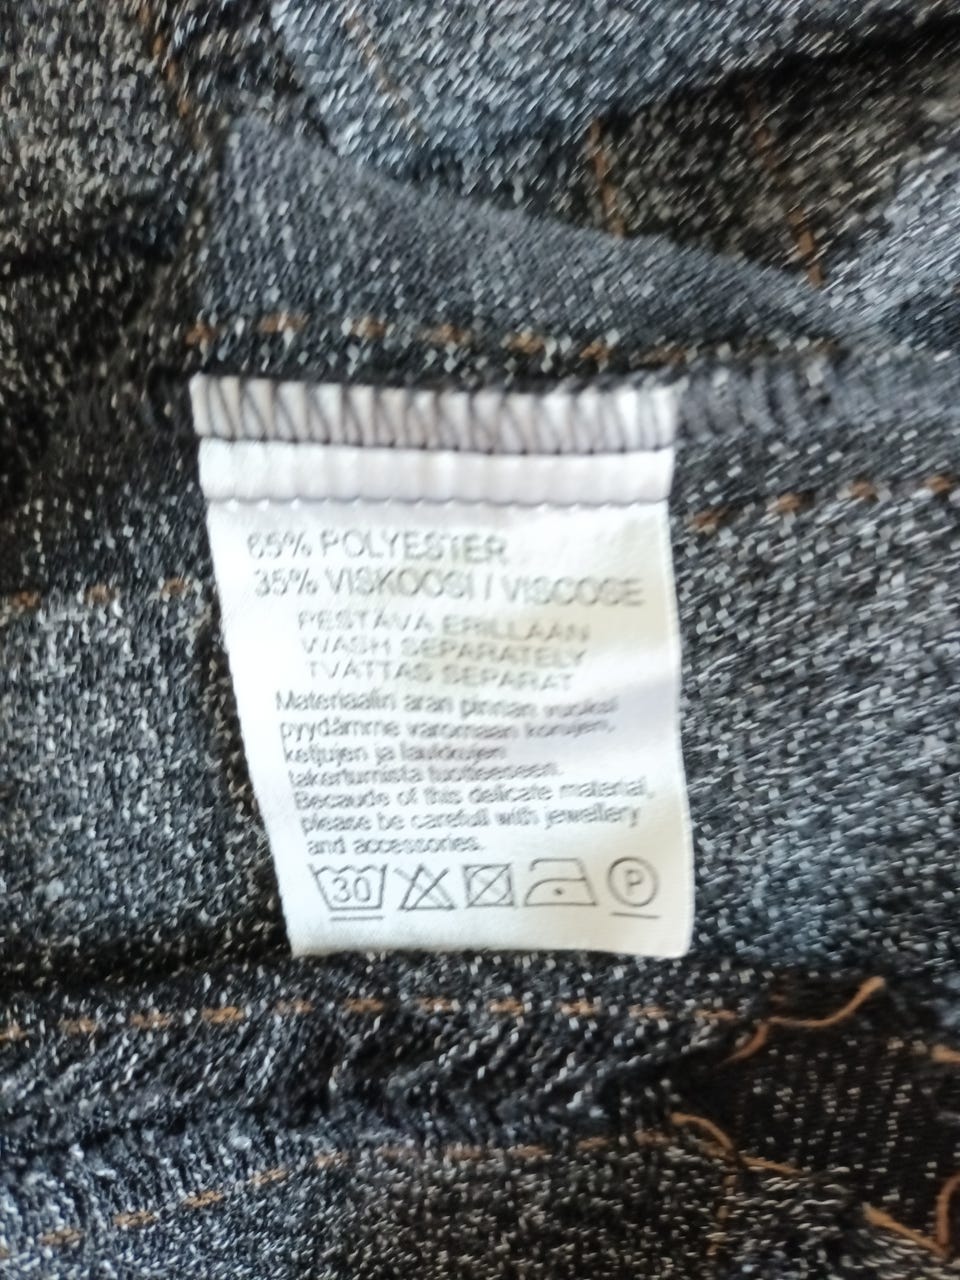 65% POLYESTER
35% VISKOOSI / VISCOSE
PESTÄVÄ ERILLÄÄN
WASH SEPARATELY
TVÄTTAS SEPARAT
Materiaalin aran pinnan vuoksi
pyydämme varomaan korujen,
ketjujen ja laukkujen
takertumista tuotteeseen.
Becaude of this delicate material,
please be carefull with jewellery
and accessories.
30 P